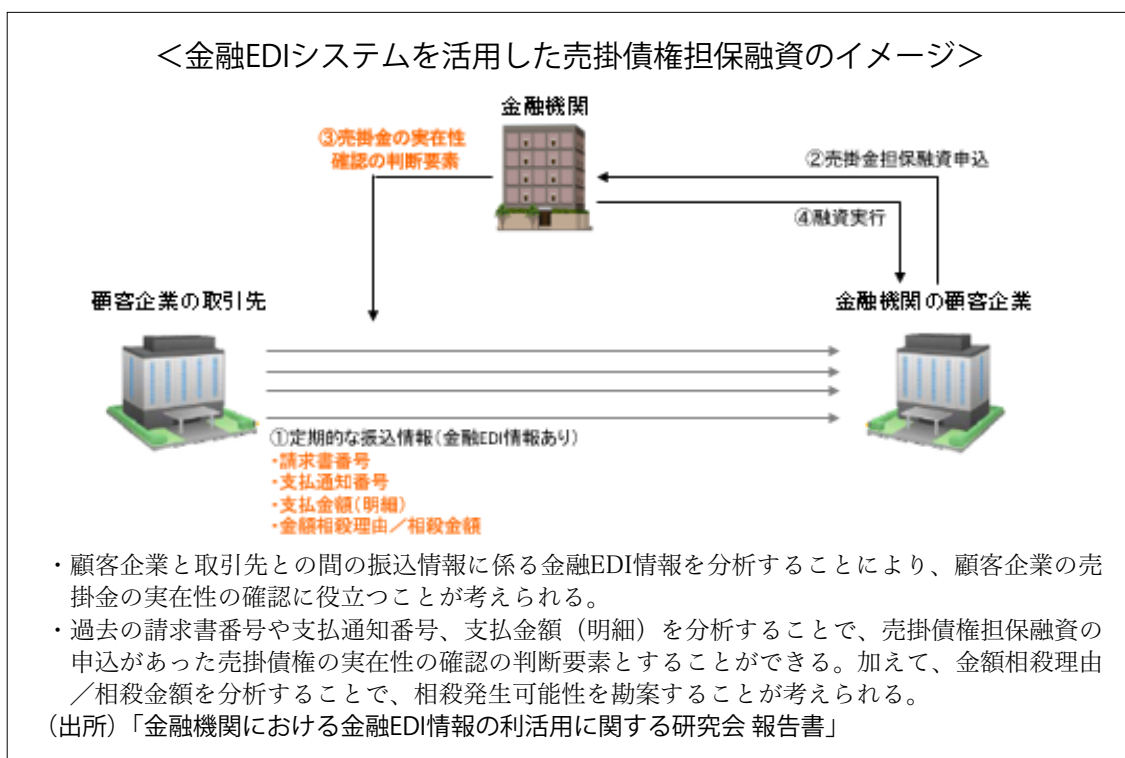 ＜金融EDIシステムを活用した売掛債権担保融資のイメージ＞
金融機関
③売掛金の実在性
確認の判断要素
②売掛金担保融資申込
④融資実行
顧客企業の取引先
金融機関の顧客企業
①定期的な振込情報(金融EDI情報あり)
・請求書番号
・支払通知番号
・支払金額(明細)
・金額相殺理由／相殺金額
・顧客企業と取引先との間の振込情報に係る金融EDI情報を分析することにより、顧客企業の売
掛金の実在性の確認に役立つことが考えられる。
・過去の請求書番号や支払通知番号、支払金額（明細）を分析することで、売掛債権担保融資の
申込があった売掛債権の実在性の確認の判断要素とすることができる。加えて、金額相殺理由
／相殺金額を分析することで、相殺発生可能性を勘案することが考えられる。
（出所）「金融機関における金融EDI情報の利活用に関する研究会 報告書」